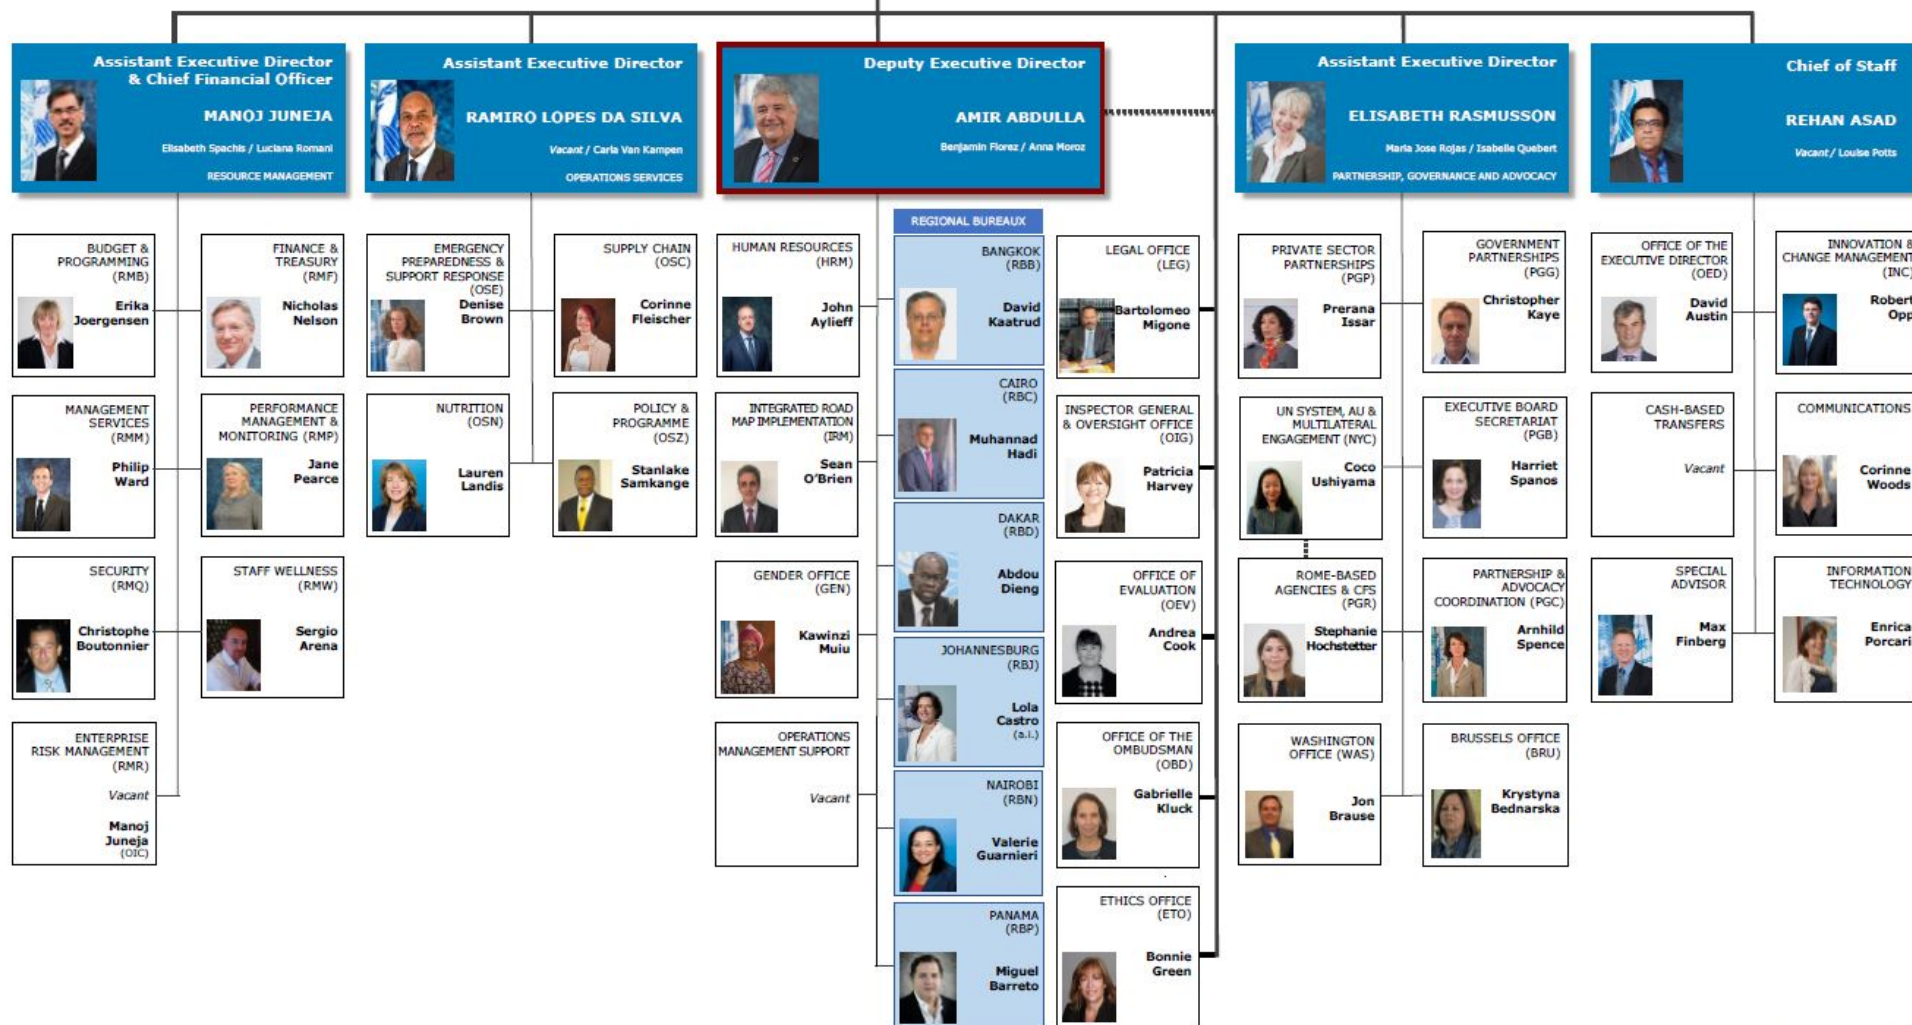 Assistant Executive Director
& Chief Financial Officer
MANOJ JUNEJA
Elisabeth Spachis / Luciana Romani
RESOURCE MANAGEMENT
Assistant Executive Director
RAMIRO LOPES DA SILVA
Vacant / Carla Van Kampen
OPERATIONS SERVICES
Deputy Executive Director
AMIR ABDULLA
Benjamin Florez / Anna Moroz
Assistant Executive Director
ELISABETH RASMUSSON
Maria Jose Rojas / Isabelle Quebert
PARTNERSHIP, GOVERNANCE AND ADVOCACY
Chief of Staff
REHAN ASAD
Vacant / Louise Potts
BUDGET &
PROGRAMMING
(RMB)
Erika
Joergensen
FINANCE &
TREASURY
(RMF)
Nicholas
Nelson
MANAGEMENT
SERVICES
(RMM)
Philip
Ward
PERFORMANCE
MANAGEMENT &
MONITORING (RMP)
Jane
Pearce
SECURITY
(RMQ)
Christophe
Boutonnier
STAFF WELLNESS
(RMW)
Sergio
Arena
ENTERPRISE
RISK MANAGEMENT
(RMR)
Vacant
Manoj
Juneja
(OIC)
EMERGENCY
PREPAREDNESS &
SUPPORT RESPONSE
(OSE)
Denise
Brown
SUPPLY CHAIN
(OSC)
Corinne
Fleischer
NUTRITION
(OSN)
Lauren
Landis
POLICY &
PROGRAMME
(OSZ)
Stanlake
Samkange
HUMAN RESOURCES
(HRM)
John
Aylieff
INTEGRATED ROAD
MAP IMPLEMENTATION
(IRM)
Sean
O'Brien
GENDER OFFICE
(GEN)
Kawinzi
Muiu
OPERATIONS
MANAGEMENT SUPPORT
Vacant
REGIONAL BUREAUX
BANGKOK
(RBB)
David
Kaatrud
CAIRO
(RBC)
Muhannad
Hadi
DAKAR
(RBD)
Abdou
Dieng
JOHANNESBURG
(RBJ)
Lola
Castro
(a.i.)
NAIROBI
(RBN)
Valerie
Guarnieri
PANAMA
(RBP)
Miguel
Barreto
LEGAL OFFICE
(LEG)
Bartolomeo
Migone
INSPECTOR GENERAL
& OVERSIGHT OFFICE
(OIG)
Patricia
Harvey
OFFICE OF
EVALUATION
(OEV)
Andrea
Cook
OFFICE OF THE
OMBUDSMAN
(OBD)
Gabrielle
Kluck
ETHICS OFFICE
(ETO)
Bonnie
Green
PRIVATE SECTOR
PARTNERSHIPS
(PGP)
Prerana
Issar
GOVERNMENT
PARTNERSHIPS
(PGG)
Christopher
Kaye
UN SYSTEM, AU &
MULTILATERAL
ENGAGEMENT (NYC)
Coco
Ushiyama
EXECUTIVE BOARD
SECRETARIAT
(PGB)
Harriet
Spanos
ROME-BASED
AGENCIES & CFS
(PGR)
Stephanie
Hochstetter
PARTNERSHIP &
ADVOCACY
COORDINATION (PGC)
Arnhild
Spence
WASHINGTON
OFFICE (WAS)
Jon
Brause
BRUSSELS OFFICE
(BRU)
Krystyna
Bednarska
OFFICE OF THE
EXECUTIVE DIRECTOR
(OED)
David
Austin
INNOVATION &
CHANGE MANAGEMENT
(INC)
Robert
Opp
CASH-BASED
TRANSFERS
Vacant
COMMUNICATIONS
Corinne
Woods
SPECIAL
ADVISOR
Max
Finberg
INFORMATION
TECHNOLOGY
Enrica
Porcari